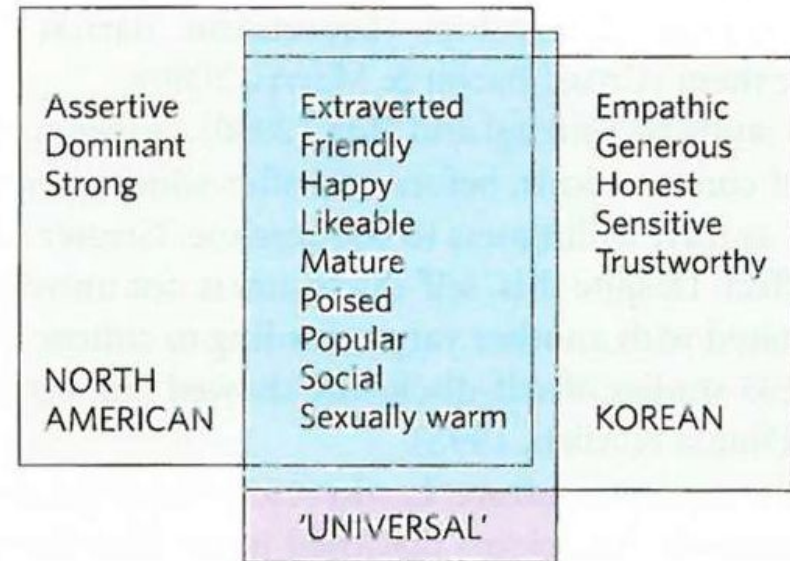 Assertive
Dominant
Strong
NORTH
AMERICAN
Extraverted
Friendly
Happy
Likeable
Mature
Poised
Popular
Social
Sexually warm
'UNIVERSAL'
Empathic
Generous
Honest
Sensitive
Trustworthy
KOREAN